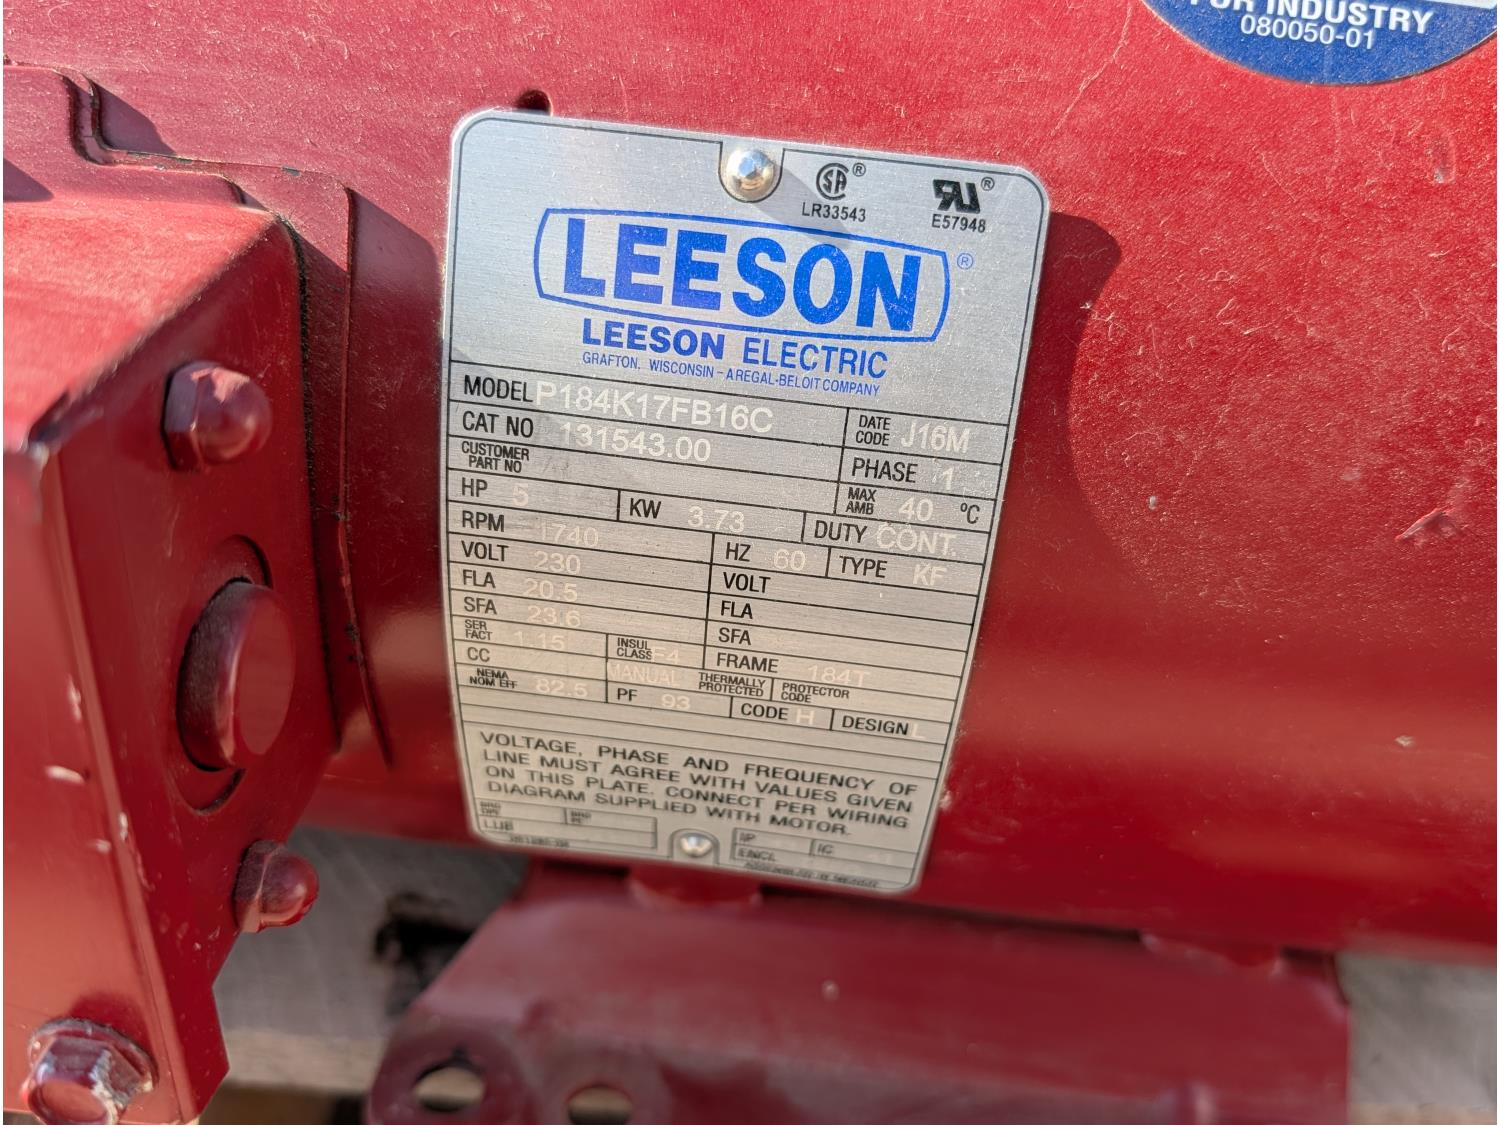 FOR INDUSTRY
080050-01
LR33543
E57948
LEESON
LEESON ELECTRIC
GRAFTON, WISCONSIN - A REGAL-BELOIT COMPANY
MODEL P184K17FB16C
DATE CODE J16M
CAT NO 131543.00
PHASE 1
CUSTOMER PART NO
MAX AMB 40 °C
HP 5 KW 3.73 DUTY CONT.
RPM 1740 HZ 60 TYPE KF
VOLT 230 VOLT
FLA 20.5 FLA
SFA 23.6 SFA
SER FACT 1.15 INSUL CLASS F4 FRAME 184T
CC MANUAL THERMALLY PROTECTED PROTECTOR CODE
NEMA NOM EFF 82.5 PF 93 CODE H DESIGN L
VOLTAGE, PHASE AND FREQUENCY OF
LINE MUST AGREE WITH VALUES GIVEN
ON THIS PLATE. CONNECT PER WIRING
DIAGRAM SUPPLIED WITH MOTOR.
LUB
IP IC
ENCL